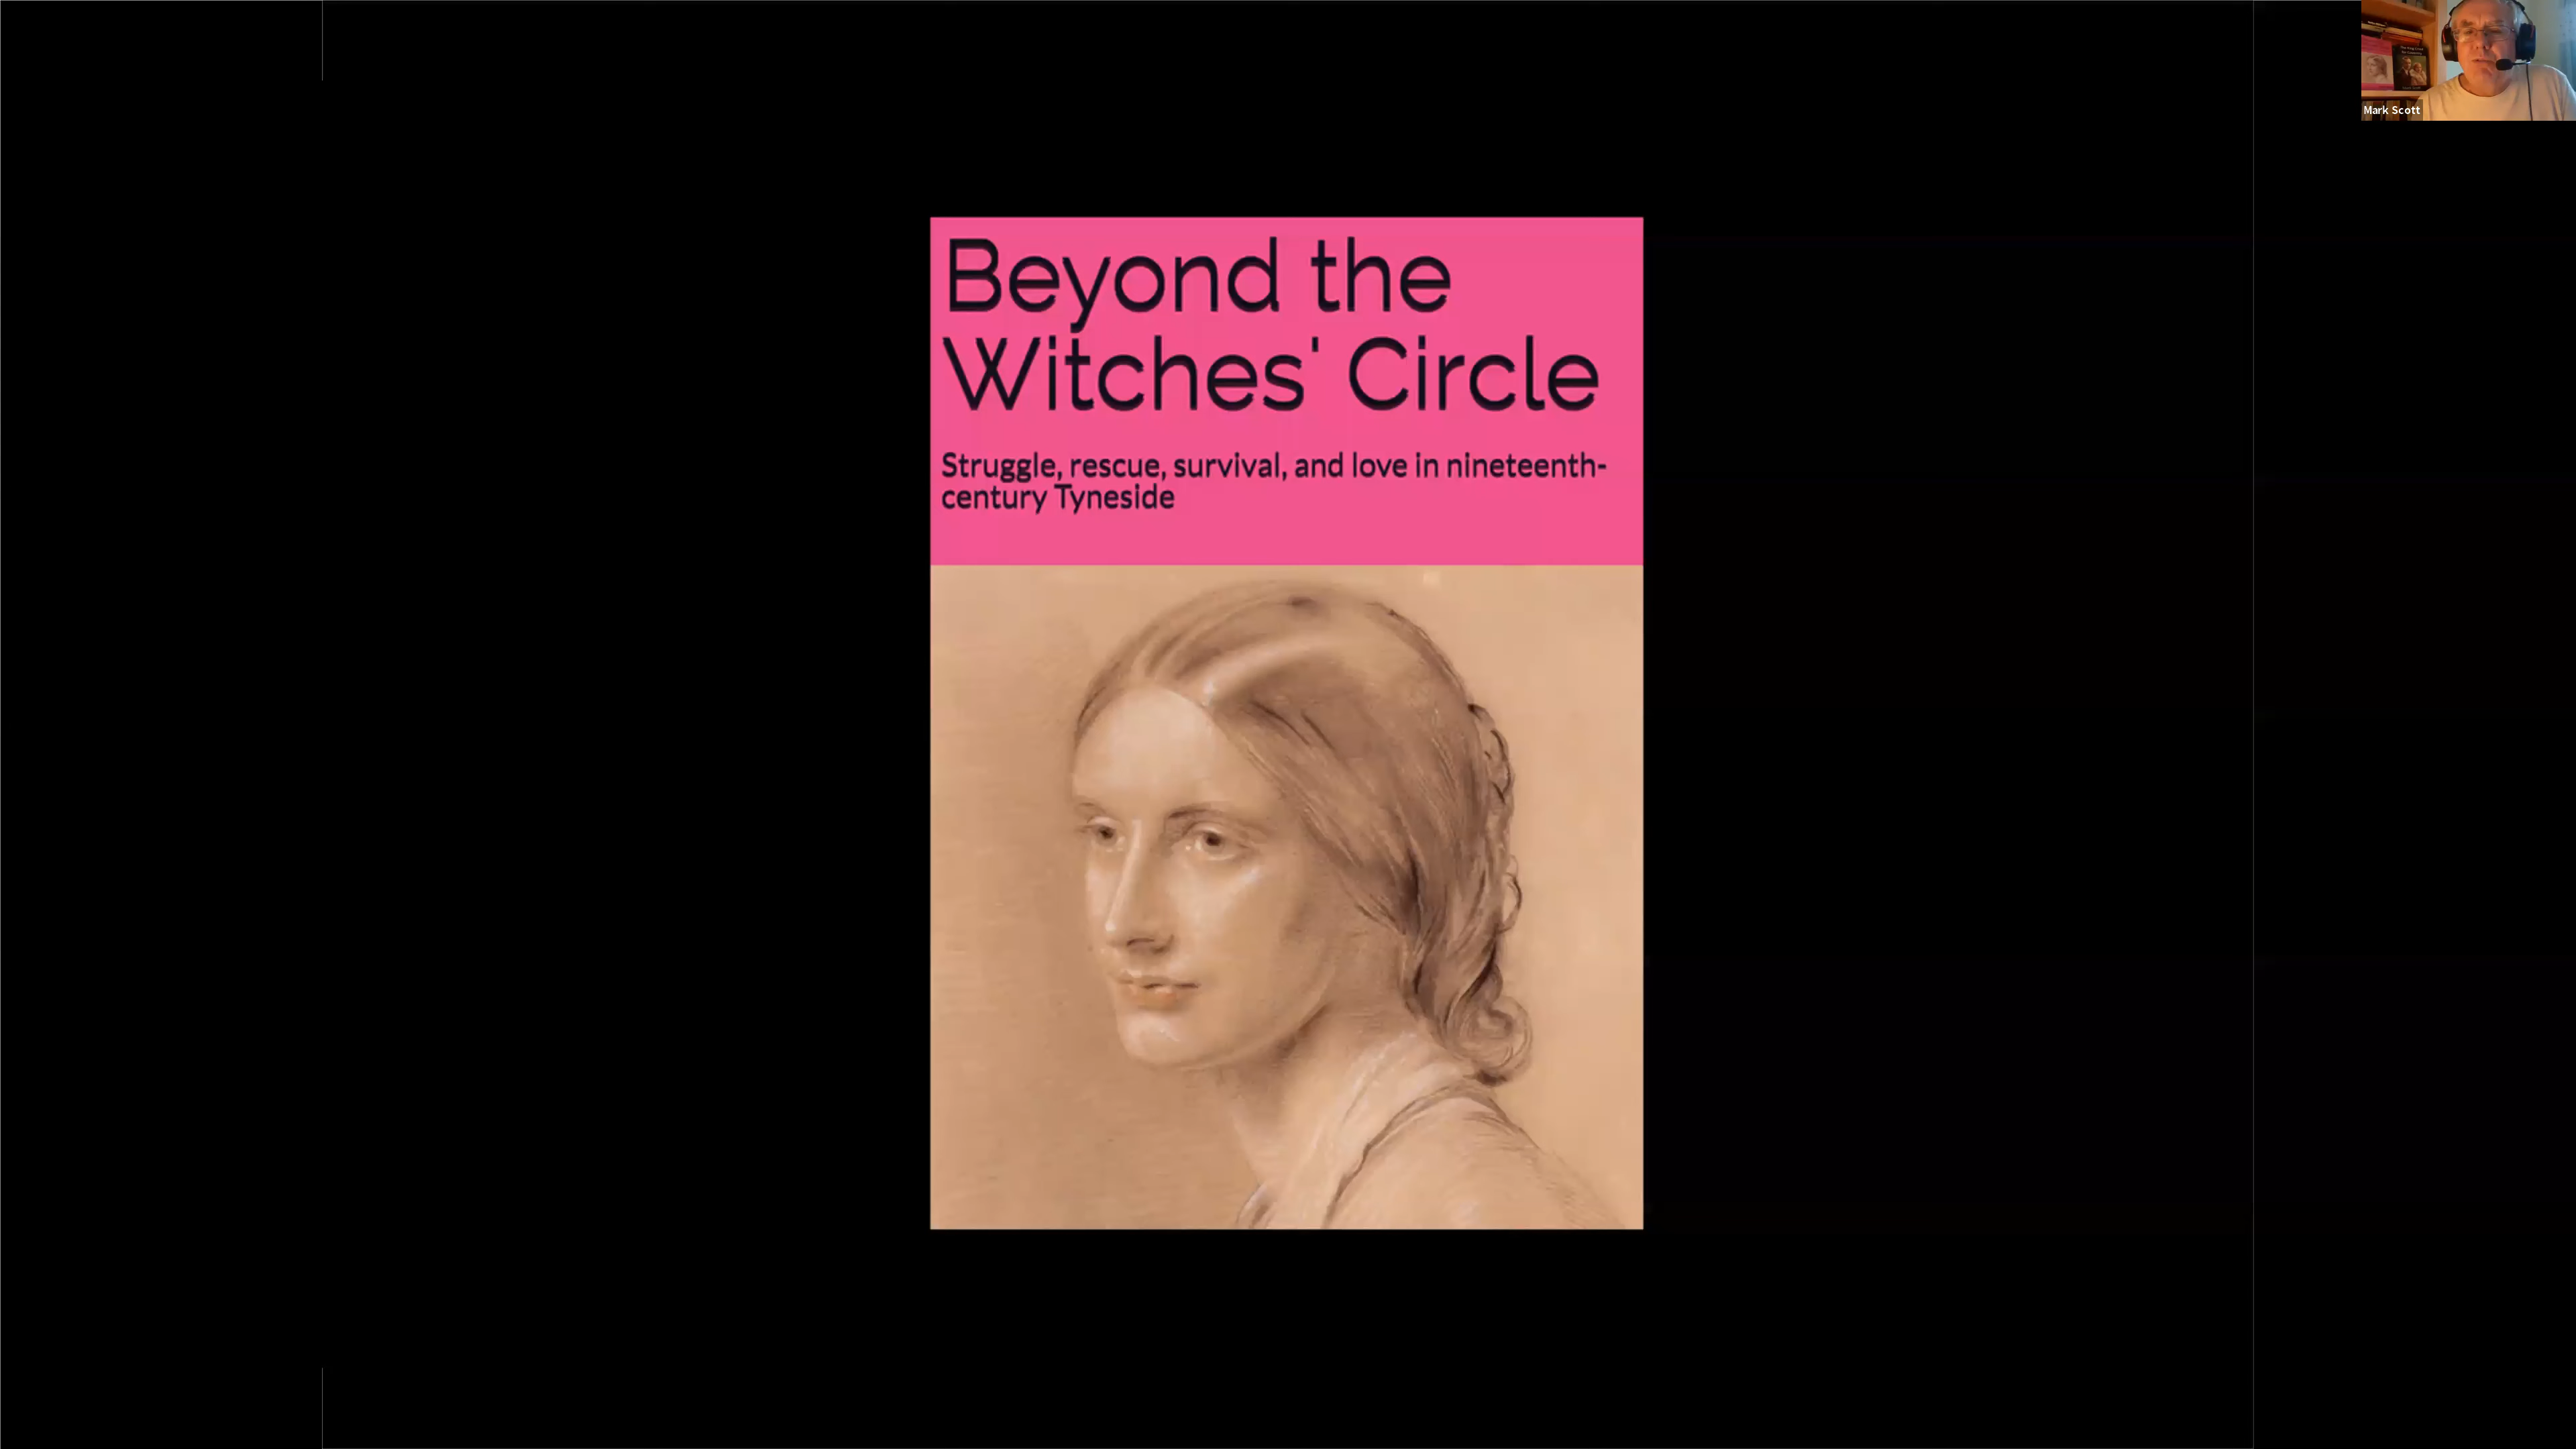 Beyond the
Witches' Circle
Struggle, rescue, survival, and love in nineteenth-
century Tyneside
Mark Scott